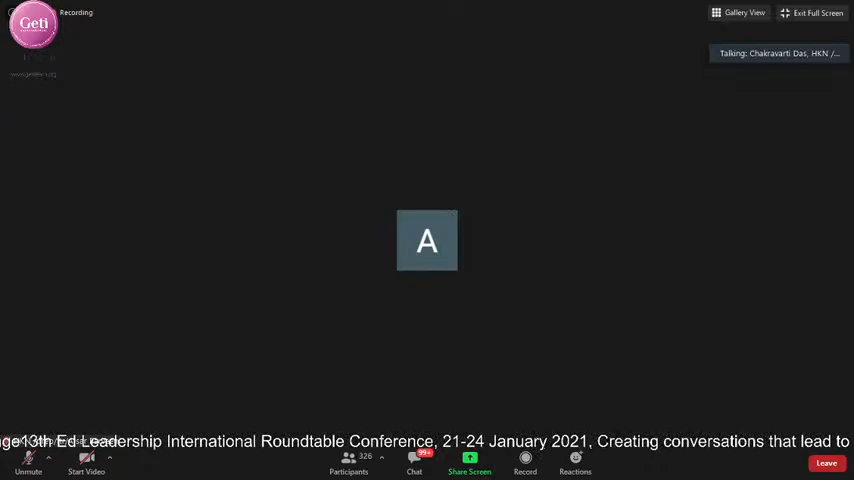 Geti
Recording
Gallery View
Exit Full Screen
Talking: Chakravarti Das, HKN /...
A
13th Ed Leadership International Roundtable Conference, 21-24 January 2021, Creating conversations that lead to
Unmute
Start Video
Participants
326
Chat
99+
Share Screen
Record
Reactions
Leave